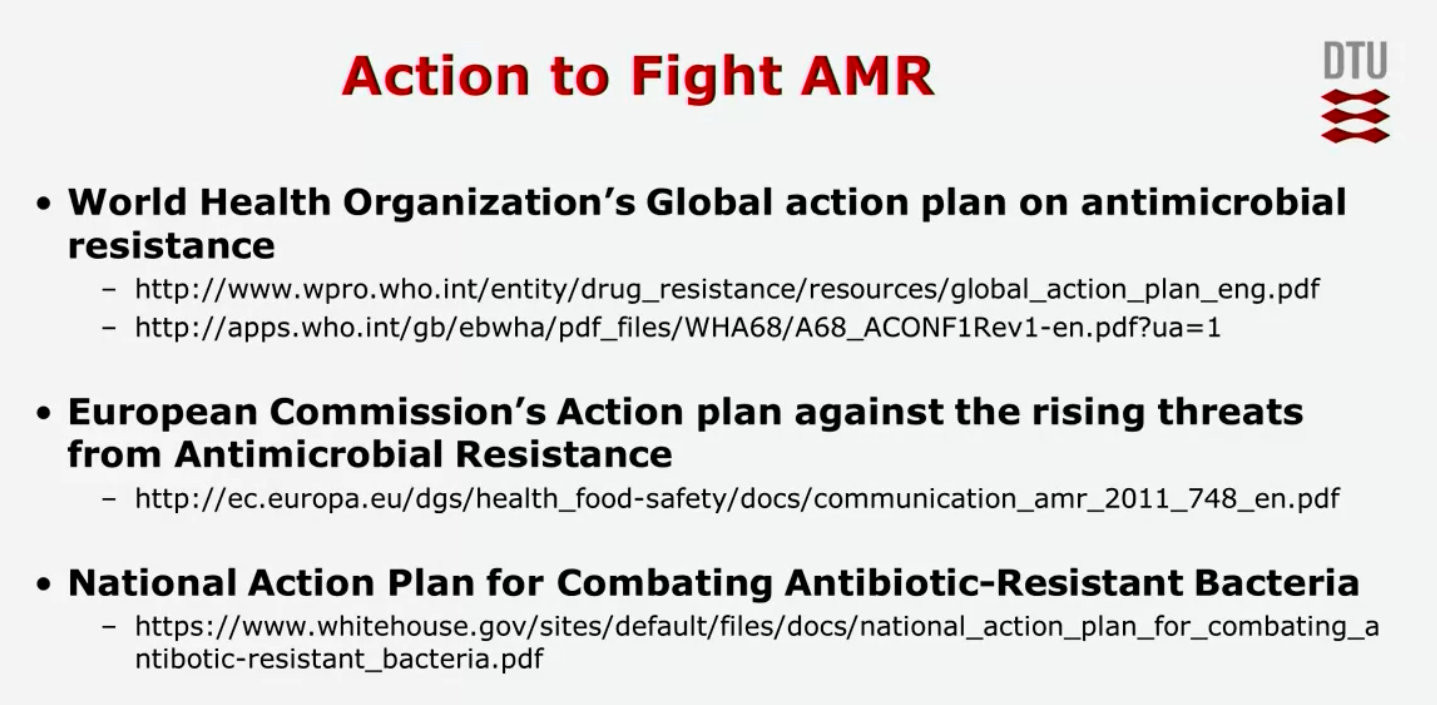 Action to Fight AMR
DTU
• World Health Organization’s Global action plan on antimicrobial
resistance
– http://www.wpro.who.int/entity/drug_resistance/resources/global_action_plan_eng.pdf
– http://apps.who.int/gb/ebwha/pdf_files/WHA68/A68_ACONF1Rev1-en.pdf?ua=1
• European Commission’s Action plan against the rising threats
from Antimicrobial Resistance
– http://ec.europa.eu/dgs/health_food-safety/docs/communication_amr_2011_748_en.pdf
• National Action Plan for Combating Antibiotic-Resistant Bacteria
– https://www.whitehouse.gov/sites/default/files/docs/national_action_plan_for_combating_a
ntibotic-resistant_bacteria.pdf